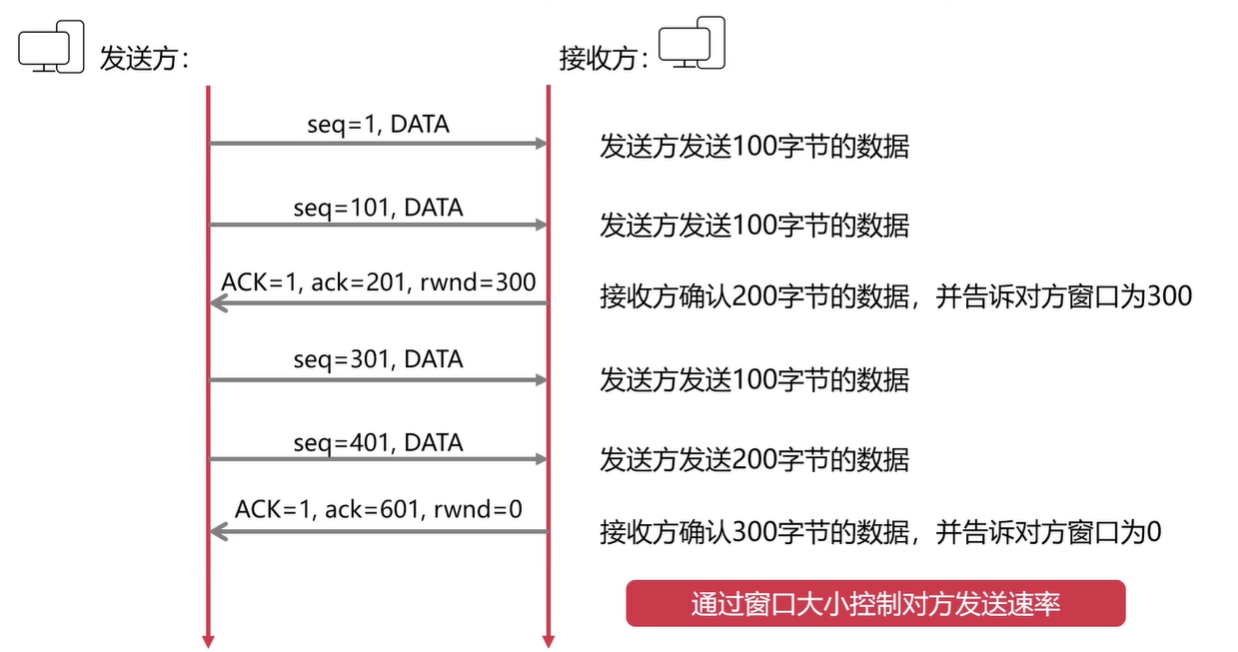 发送方：
接收方：
seq=1, DATA
发送方发送100字节的数据
seq=101, DATA
发送方发送100字节的数据
ACK=1, ack=201, rwnd=300
接收方确认200字节的数据，并告诉对方窗口为300
seq=301, DATA
发送方发送100字节的数据
seq=401, DATA
发送方发送200字节的数据
ACK=1, ack=601, rwnd=0
接收方确认300字节的数据，并告诉对方窗口为0
通过窗口大小控制对方发送速率